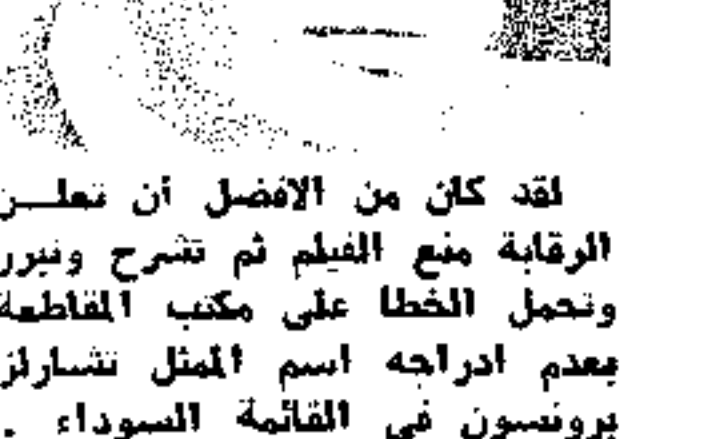 لقد كان من الافضل أن تعلـــن
الرقابة منع الفيلم ثم تشرح وتبرر
وتحمل الخطا على مكتب المقاطعة
بعدم ادراجه اسم الممثل تشارلز
برونسون في القائمة السوداء .